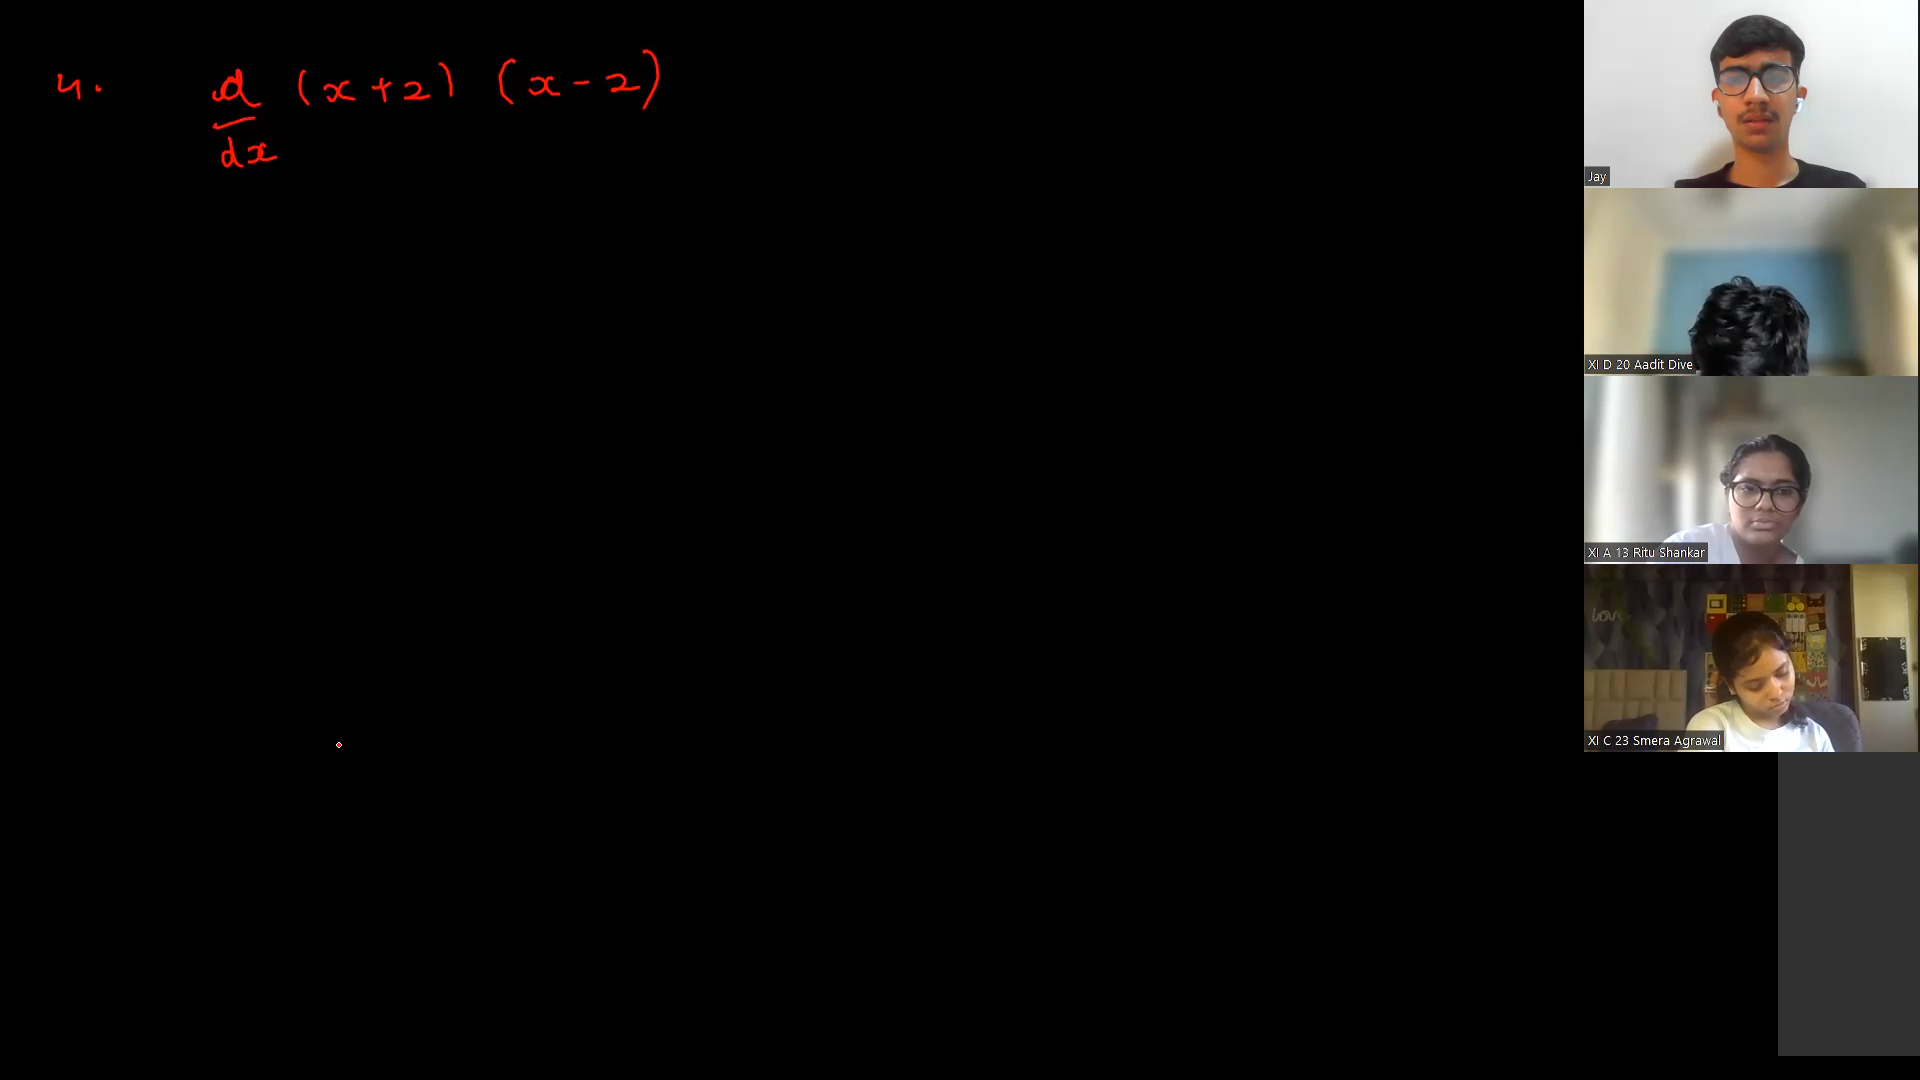 4. d/dx (x+2) (x-2)
Jay
XI D 20 Aadit Dive
XI A 13 Ritu Shankar
XI C 23 Smera Agrawal